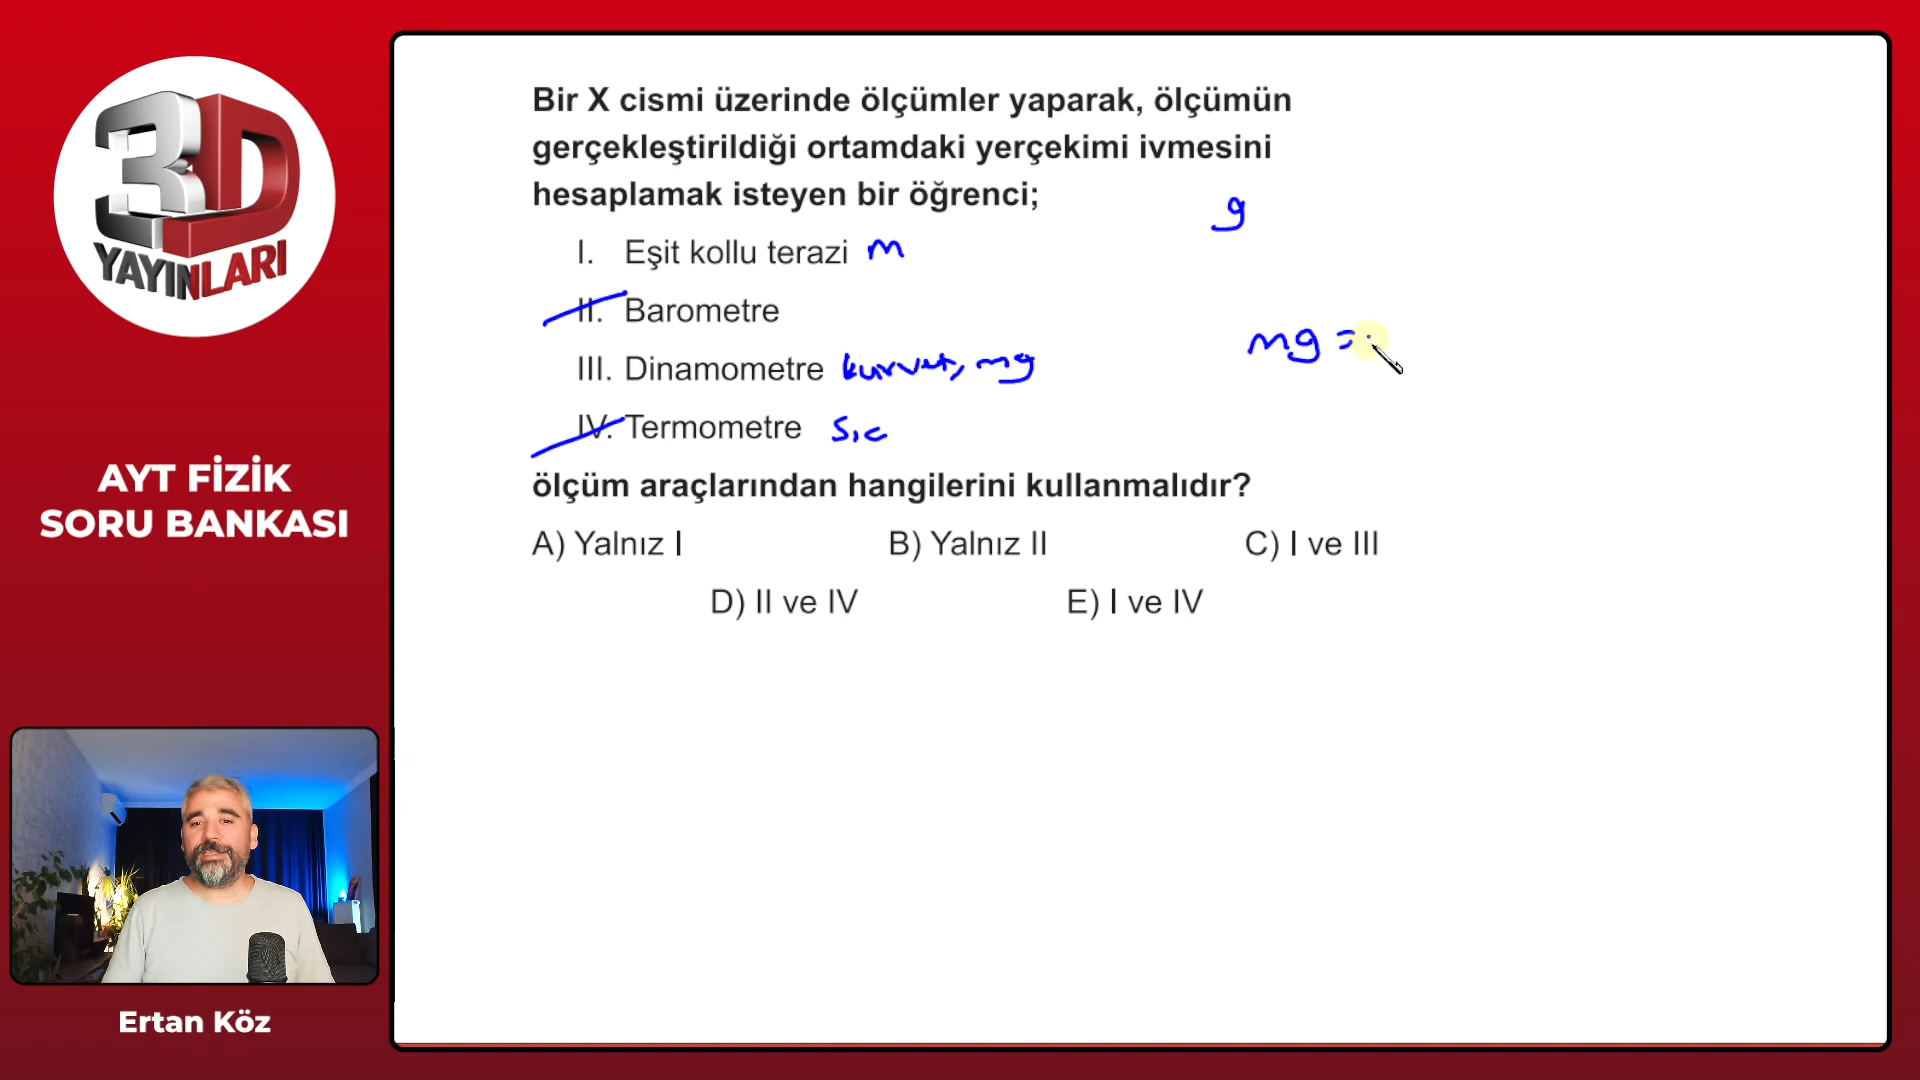 3D
YAYINLARI
AYT FİZİK
SORU BANKASI
Ertan Köz
Bir X cismi üzerinde ölçümler yaparak, ölçümün
gerçekleştirildiği ortamdaki yerçekimi ivmesini
hesaplamak isteyen bir öğrenci;
g
I. Eşit kollu terazi m
II. Barometre
mg =
III. Dinamometre kuvvet, mg
IV. Termometre sıc
ölçüm araçlarından hangilerini kullanmalıdır?
A) Yalnız I B) Yalnız II C) I ve III
D) II ve IV E) I ve IV